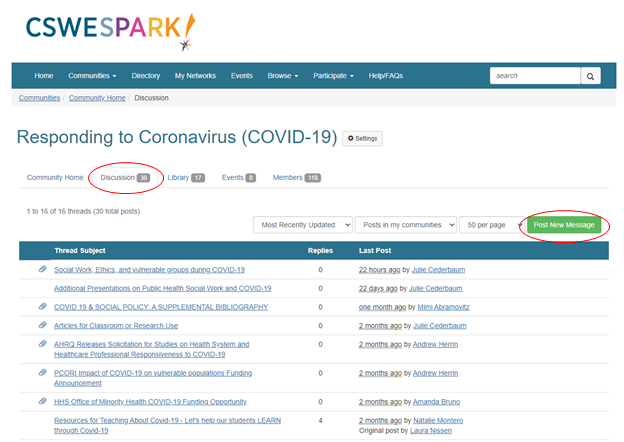 CSWESPARK!
Home Communities Directory My Networks Events Browse Participate Help/FAQs search
Communities / Community Home / Discussion
Responding to Coronavirus (COVID-19) Settings
Community Home Discussion 30 Library 17 Events 0 Members 118
1 to 16 of 16 threads (30 total posts)
Most Recently Updated Posts in my communities 50 per page Post New Message
Thread Subject Replies Last Post
Social Work, Ethics, and vulnerable groups during COVID-19 0 22 hours ago by Julie Cederbaum
Additional Presentations on Public Health Social Work and COVID-19 0 22 days ago by Julie Cederbaum
COVID 19 & SOCIAL POLICY: A SUPPLEMENTAL BIBLIOGRAPHY 0 one month ago by Mimi Abramovitz
Articles for Classroom or Research Use 0 2 months ago by Julie Cederbaum
AHRQ Releases Solicitation for Studies on Health System and 0 2 months ago by Andrew Herrin
Healthcare Professional Responsiveness to COVID-19
PCORI Impact of COVID-19 on vulnerable populations Funding 0 2 months ago by Andrew Herrin
Announcement
HHS Office of Minority Health COVID-19 Funding Opportunity 0 2 months ago by Amanda Bruno
Resources for Teaching About Covid-19 - Let's help our students LEARN 4 2 months ago by Natalie Montero
through Covid-19 Original post by Laura Nissen